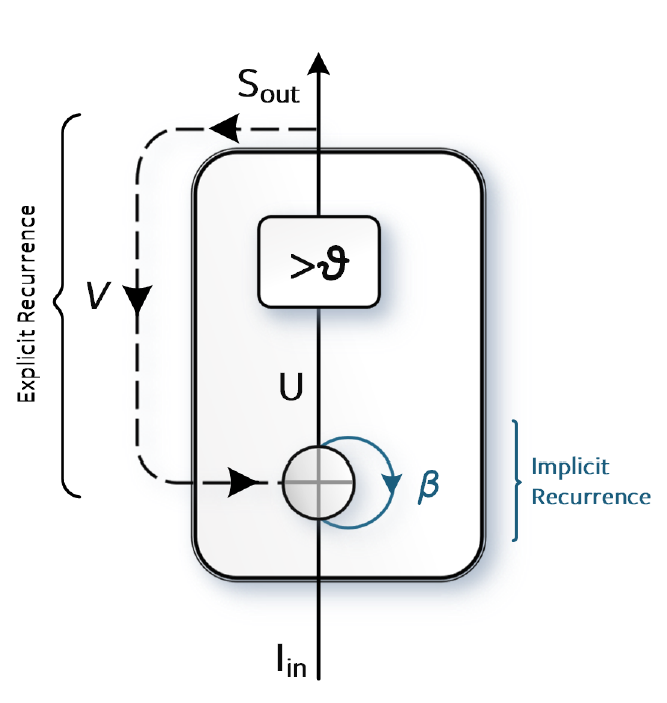 S_out
>ϑ
Explicit Recurrence
V
U
β
Implicit
Recurrence
I_in